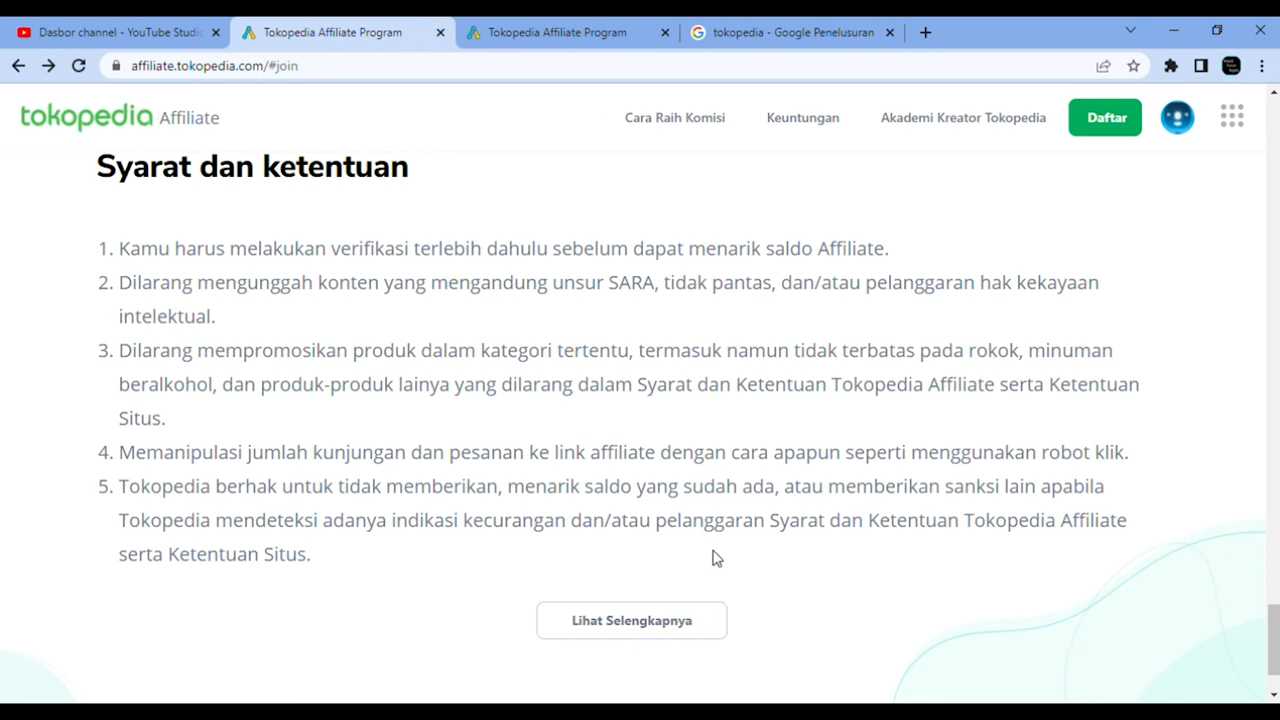 Dasbor channel - YouTube Studi
Tokopedia Affiliate Program
Tokopedia Affiliate Program
tokopedia - Google Penelusuran
affiliate.tokopedia.com/#join
tokopedia Affiliate
Cara Raih Komisi
Keuntungan
Akademi Kreator Tokopedia
Daftar
Syarat dan ketentuan
1. Kamu harus melakukan verifikasi terlebih dahulu sebelum dapat menarik saldo Affiliate.
2. Dilarang mengunggah konten yang mengandung unsur SARA, tidak pantas, dan/atau pelanggaran hak kekayaan
intelektual.
3. Dilarang mempromosikan produk dalam kategori tertentu, termasuk namun tidak terbatas pada rokok, minuman
beralkohol, dan produk-produk lainya yang dilarang dalam Syarat dan Ketentuan Tokopedia Affiliate serta Ketentuan
Situs.
4. Memanipulasi jumlah kunjungan dan pesanan ke link affiliate dengan cara apapun seperti menggunakan robot klik.
5. Tokopedia berhak untuk tidak memberikan, menarik saldo yang sudah ada, atau memberikan sanksi lain apabila
Tokopedia mendeteksi adanya indikasi kecurangan dan/atau pelanggaran Syarat dan Ketentuan Tokopedia Affiliate
serta Ketentuan Situs.
Lihat Selengkapnya